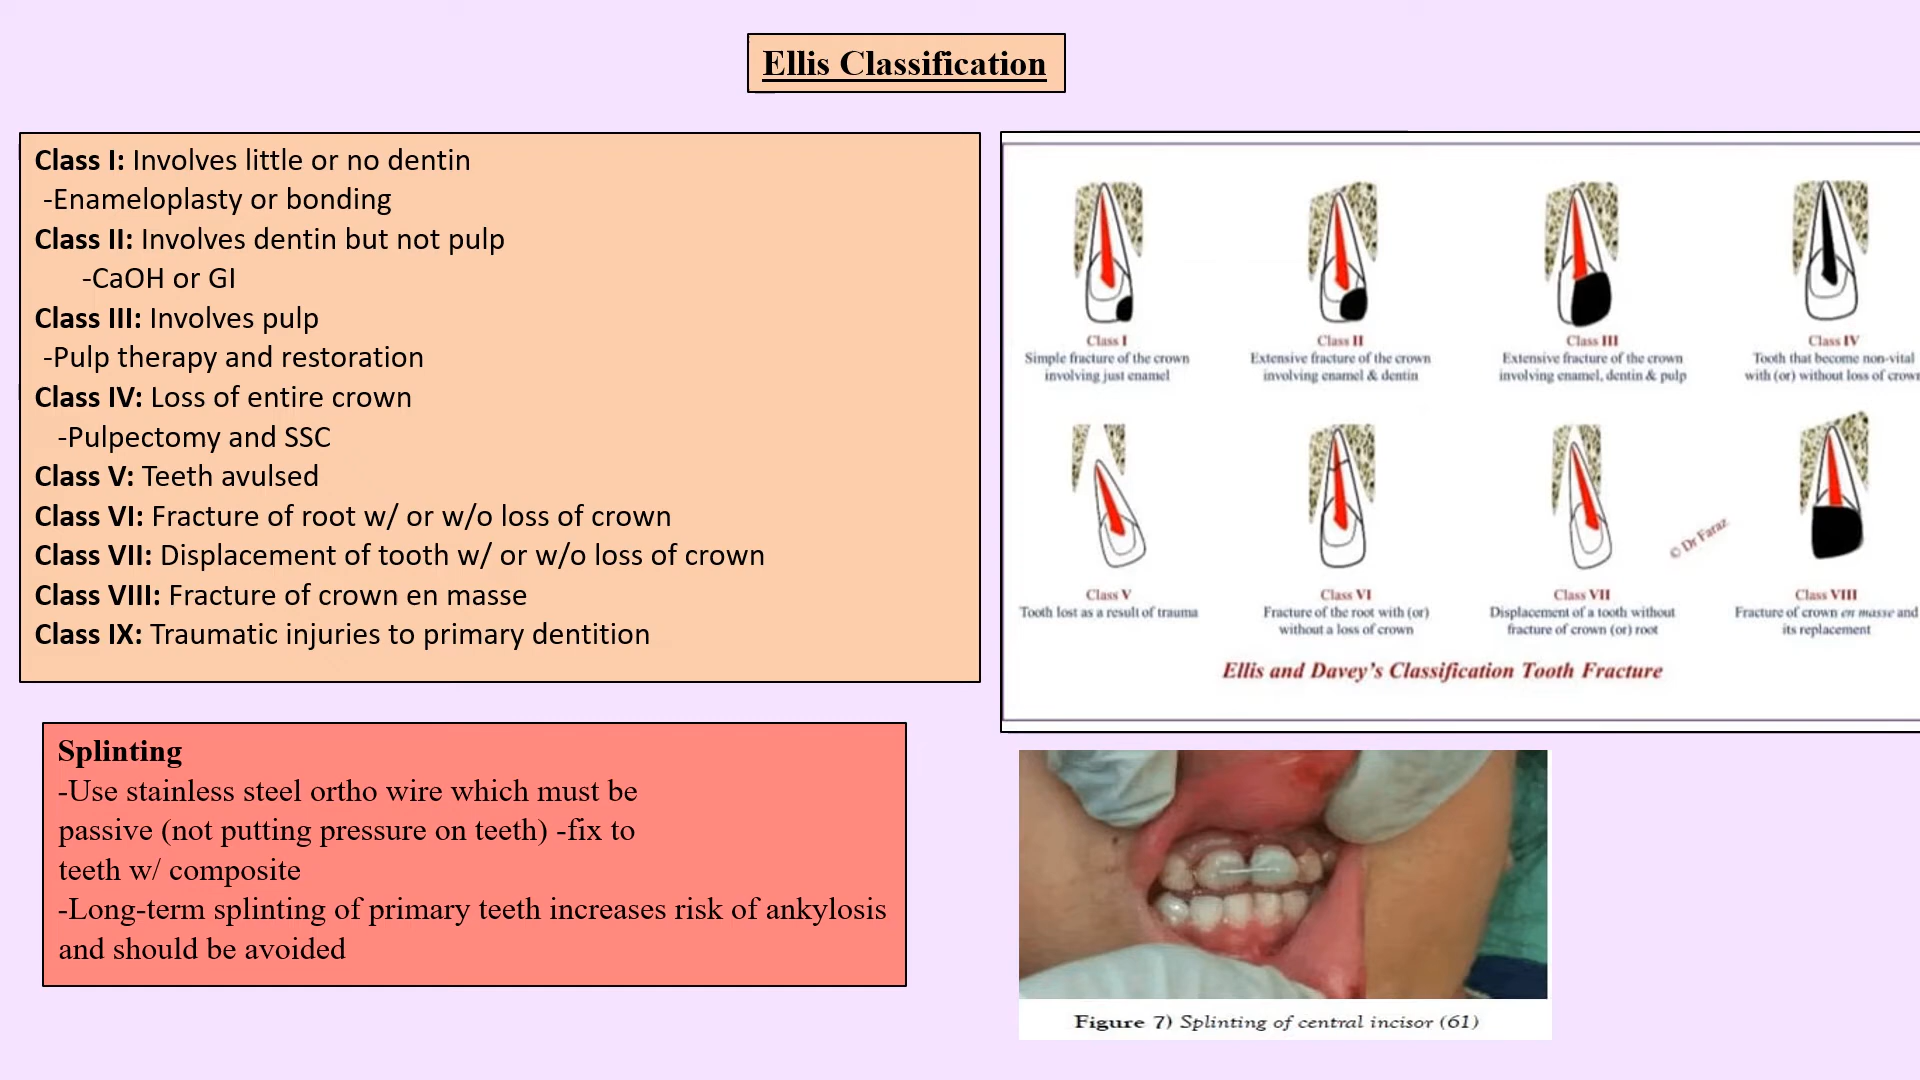 Ellis Classification
Class I: Involves little or no dentin
-Enameloplasty or bonding
Class II: Involves dentin but not pulp
-CaOH or GI
Class III: Involves pulp
-Pulp therapy and restoration
Class IV: Loss of entire crown
-Pulpectomy and SSC
Class V: Teeth avulsed
Class VI: Fracture of root w/ or w/o loss of crown
Class VII: Displacement of tooth w/ or w/o loss of crown
Class VIII: Fracture of crown en masse
Class IX: Traumatic injuries to primary dentition
Class I
Simple fracture of the crown
involving just enamel
Class II
Extensive fracture of the crown
involving enamel & dentin
Class III
Extensive fracture of the crown
involving enamel, dentin & pulp
Class IV
Tooth that become non-vital
with (or) without loss of crown
Class V
Tooth lost as a result of trauma
Class VI
Fracture of the root with (or)
without a loss of crown
Class VII
Displacement of a tooth without
fracture of crown (or) root
© Dr Faraz
Class VIII
Fracture of crown en masse and
its replacement
Ellis and Davey's Classification Tooth Fracture
Splinting
-Use stainless steel ortho wire which must be
passive (not putting pressure on teeth) -fix to
teeth w/ composite
-Long-term splinting of primary teeth increases risk of ankylosis
and should be avoided
Figure 7) Splinting of central incisor (61)